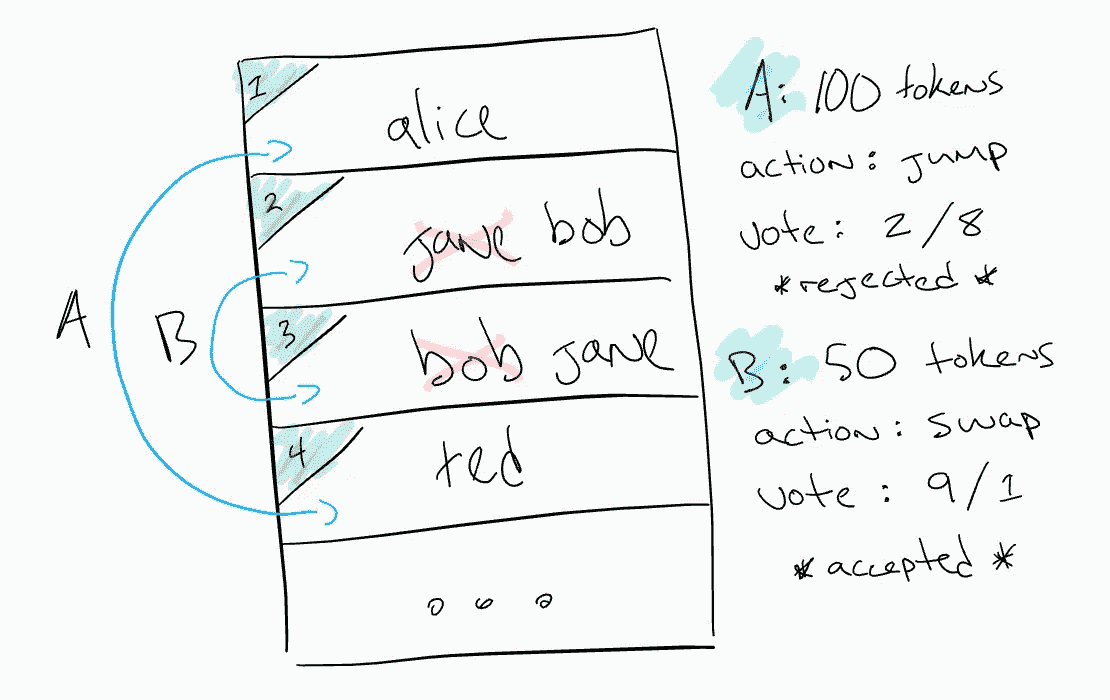 1
alice
2
jane bob
3
bob jane
4
ted
A
B
A: 100 tokens
action: jump
vote: 2/8
*rejected*
B: 50 tokens
action: swap
vote: 9/1
*accepted*